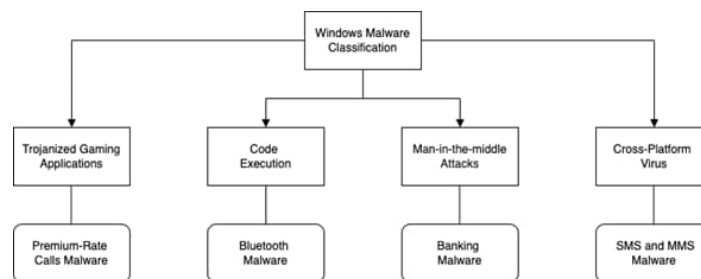 Windows Malware
Classification
Trojanized Gaming
Applications
Code
Execution
Man-in-the-middle
Attacks
Cross-Platform
Virus
Premium-Rate
Calls Malware
Bluetooth
Malware
Banking
Malware
SMS and MMS
Malware